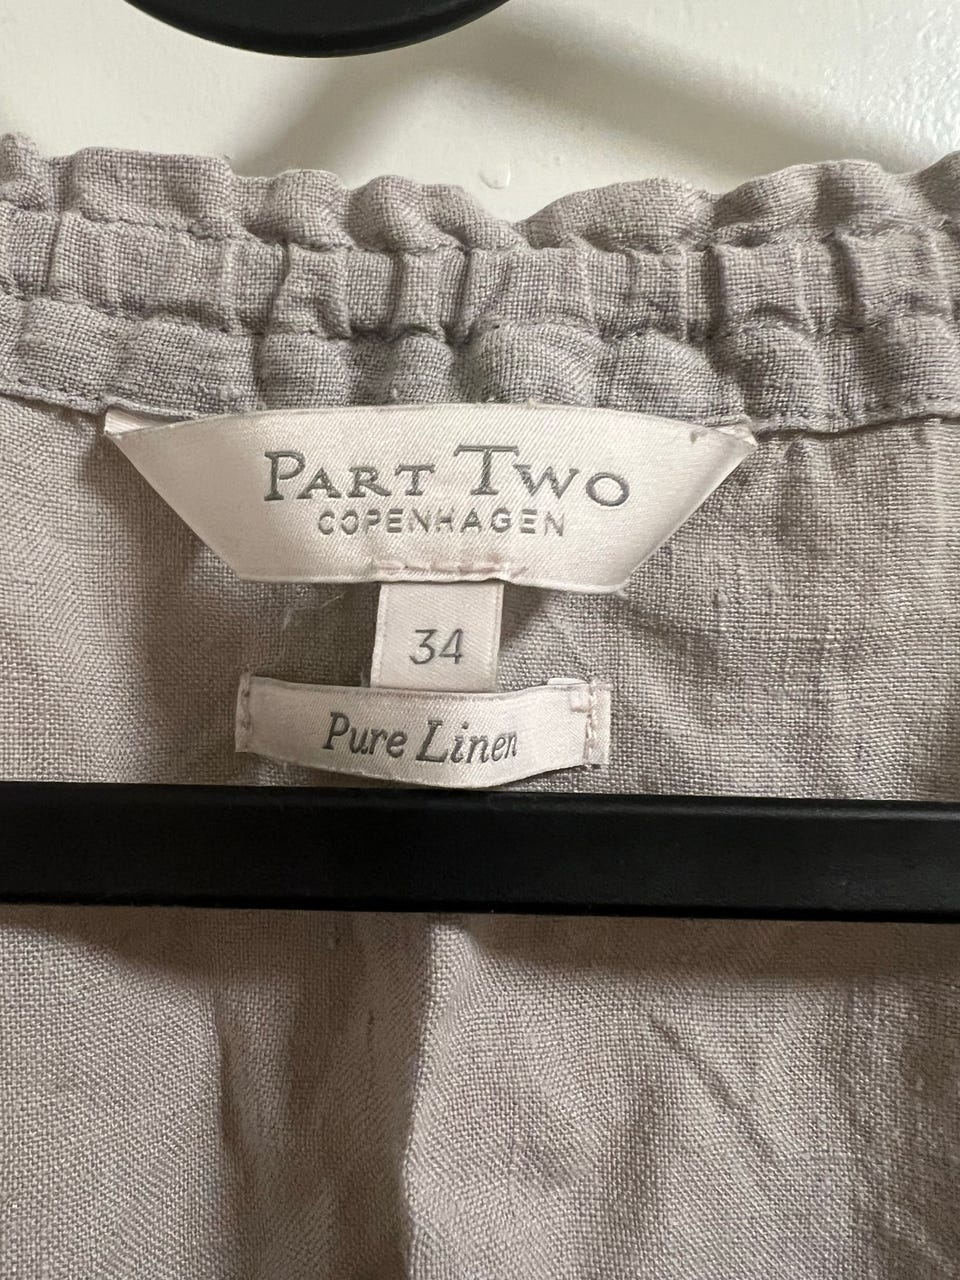 PART TWO
COPENHAGEN
34
Pure Linen